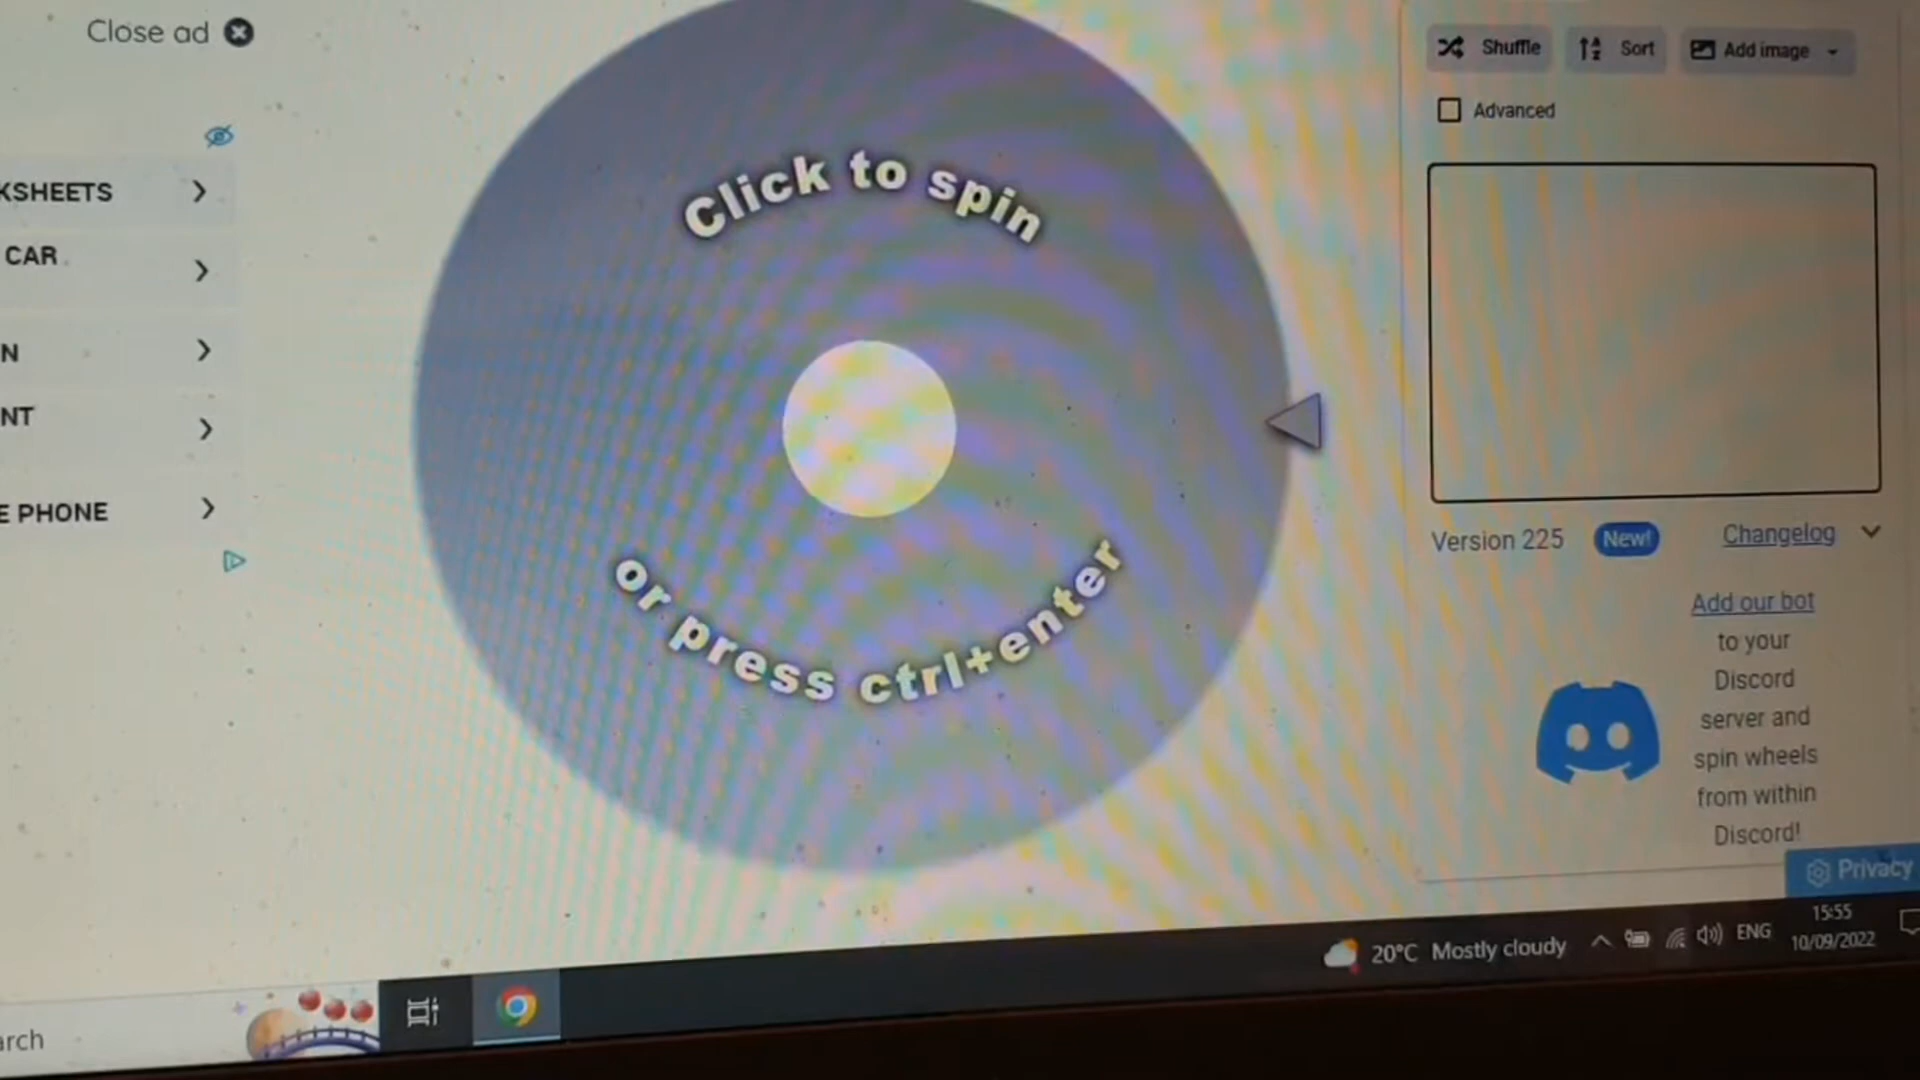 Close ad
KSHEETS
CAR
N
NT
E PHONE
Click to spin
or press ctrl+enter
Shuffle
Sort
Add image
Advanced
Version 225
New!
Changelog
Add our bot
to your
Discord
server and
spin wheels
from within
Discord!
Privacy
arch
20°C Mostly cloudy
ENG
15:55
10/09/2022